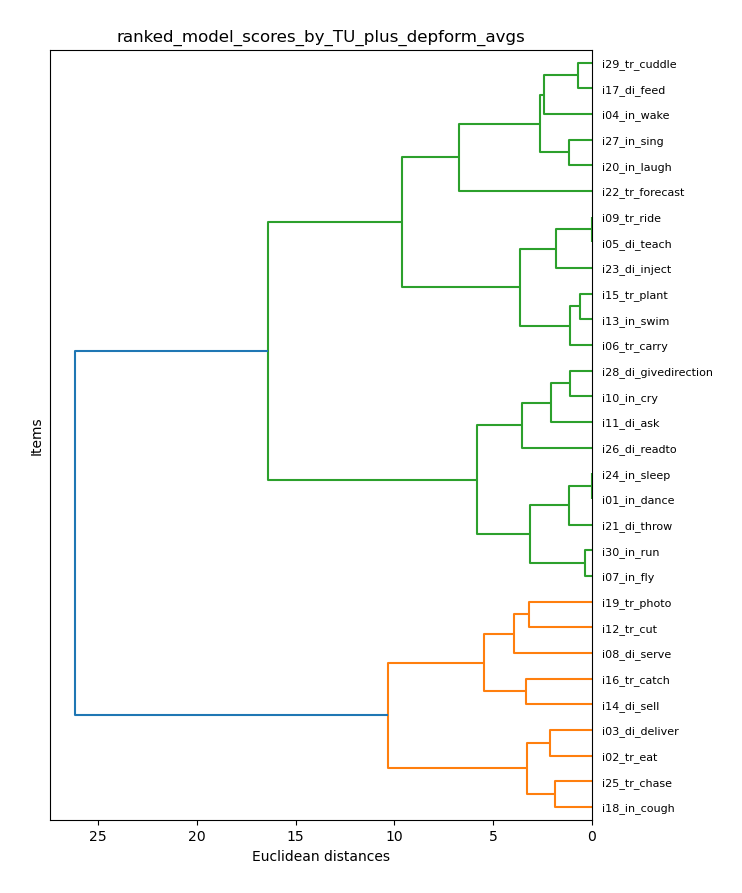 ranked_model_scores_by_TU_plus_depform_avgs
i29_tr_cuddle
i17_di_feed
i04_in_wake
i27_in_sing
i20_in_laugh
i22_tr_forecast
i09_tr_ride
i05_di_teach
i23_di_inject
i15_tr_plant
i13_in_swim
i06_tr_carry
i28_di_givedirection
i10_in_cry
i11_di_ask
i26_di_readto
i24_in_sleep
i01_in_dance
i21_di_throw
i30_in_run
i07_in_fly
i19_tr_photo
i12_tr_cut
i08_di_serve
i16_tr_catch
i14_di_sell
i03_di_deliver
i02_tr_eat
i25_tr_chase
i18_in_cough
Items
25 20 15 10 5 0
Euclidean distances